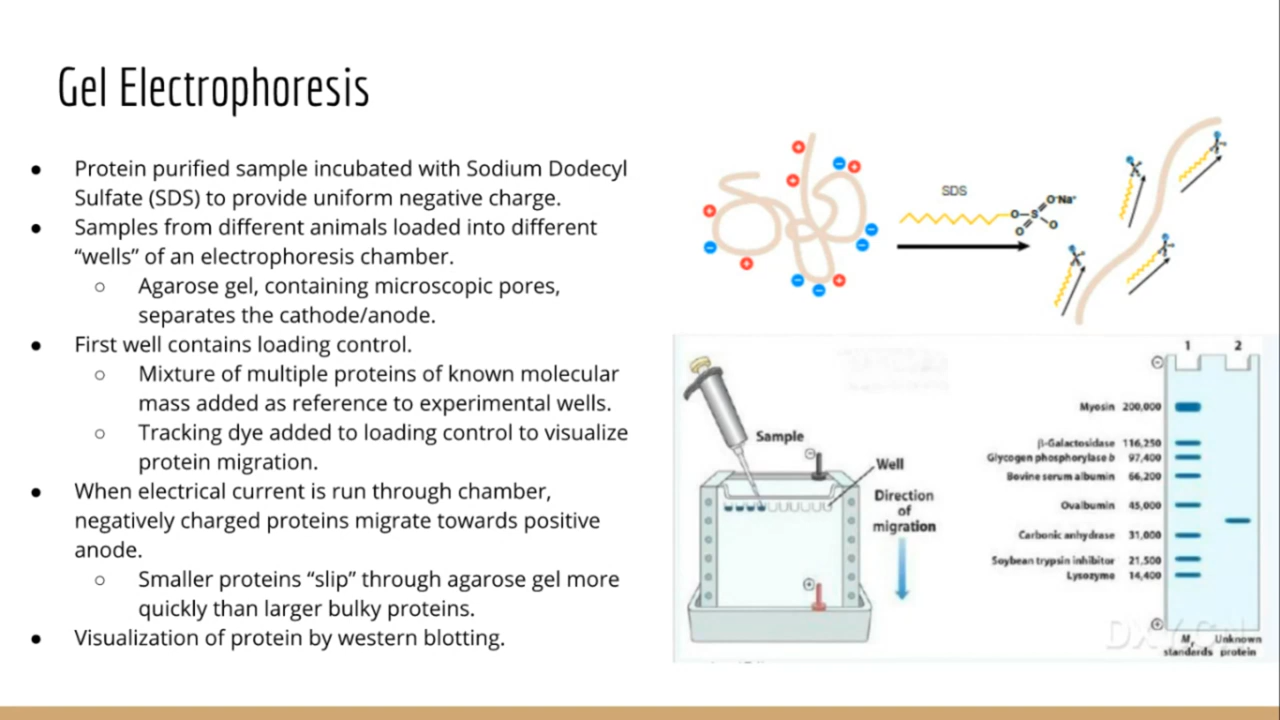 Gel Electrophoresis
● Protein purified sample incubated with Sodium Dodecyl
Sulfate (SDS) to provide uniform negative charge.
● Samples from different animals loaded into different
“wells” of an electrophoresis chamber.
○ Agarose gel, containing microscopic pores,
separates the cathode/anode.
● First well contains loading control.
○ Mixture of multiple proteins of known molecular
mass added as reference to experimental wells.
○ Tracking dye added to loading control to visualize
protein migration.
● When electrical current is run through chamber,
negatively charged proteins migrate towards positive
anode.
○ Smaller proteins “slip” through agarose gel more
quickly than larger bulky proteins.
● Visualization of protein by western blotting.
SDS
O⁻Na⁺
O–S
O
O
Sample
Well
Direction
of
migration
1 2
Myosin 200,000
β-Galactosidase 116,250
Glycogen phosphorylase b 97,400
Bovine serum albumin 66,200
Ovalbumin 45,000
Carbonic anhydrase 31,000
Soybean trypsin inhibitor 21,500
Lysozyme 14,400
Mr Unknown
standards protein